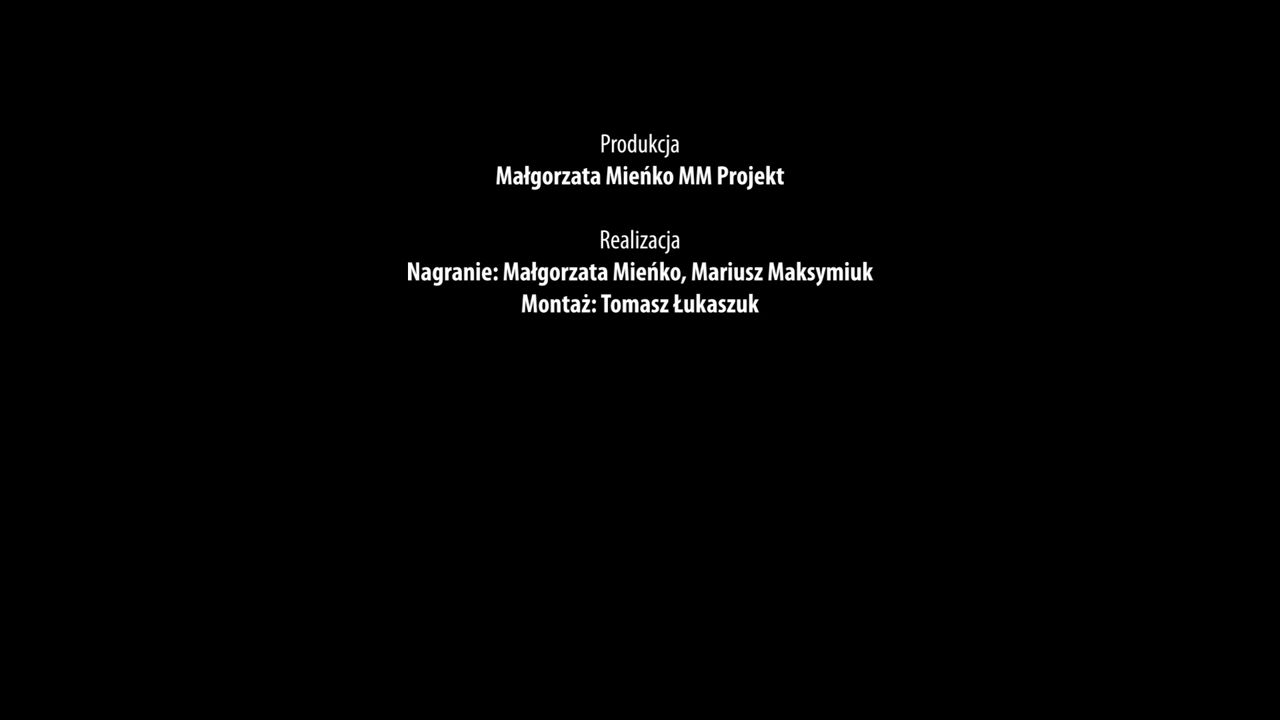 Produkcja
Małgorzata Mieńko MM Projekt
Realizacja
Nagranie: Małgorzata Mieńko, Mariusz Maksymiuk
Montaż: Tomasz Łukaszuk